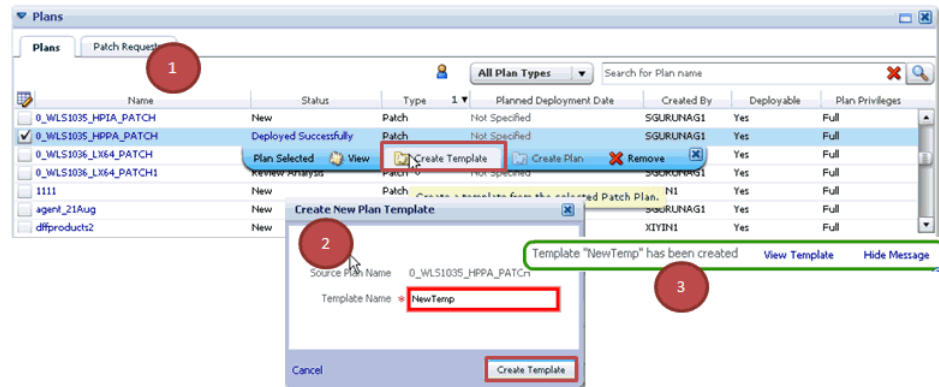 Plans
Plans Patch Requests
1
All Plan Types Search for Plan name
Name Status Type 1 Planned Deployment Date Created By Deployable Plan Privileges
0_WLS1035_HPIA_PATCH New Patch Not Specified SGURUNAG1 Yes Full
0_WLS1035_HPPA_PATCH Deployed Successfully Patch Not Specified SGURUNAG1 Yes Full
0_WLS1036_LX64_PATCH Plan Selected View Create Template Create Plan Remove Yes Full
0_WLS1036_LX64_PATCH1 Review Analysis Patch Not Specified SGURUNAG1 Yes Full
1111 New Patch Create a template from the selected Patch Plan. Yes Full
agent_21Aug New SGURUNAG1 Yes Full
dffproducts2 New XIYIN1 Yes Full
Create New Plan Template
2
Source Plan Name 0_WLS1035_HPPA_PATCH
Template Name * NewTemp
Cancel Create Template
Template "NewTemp" has been created View Template Hide Message
3